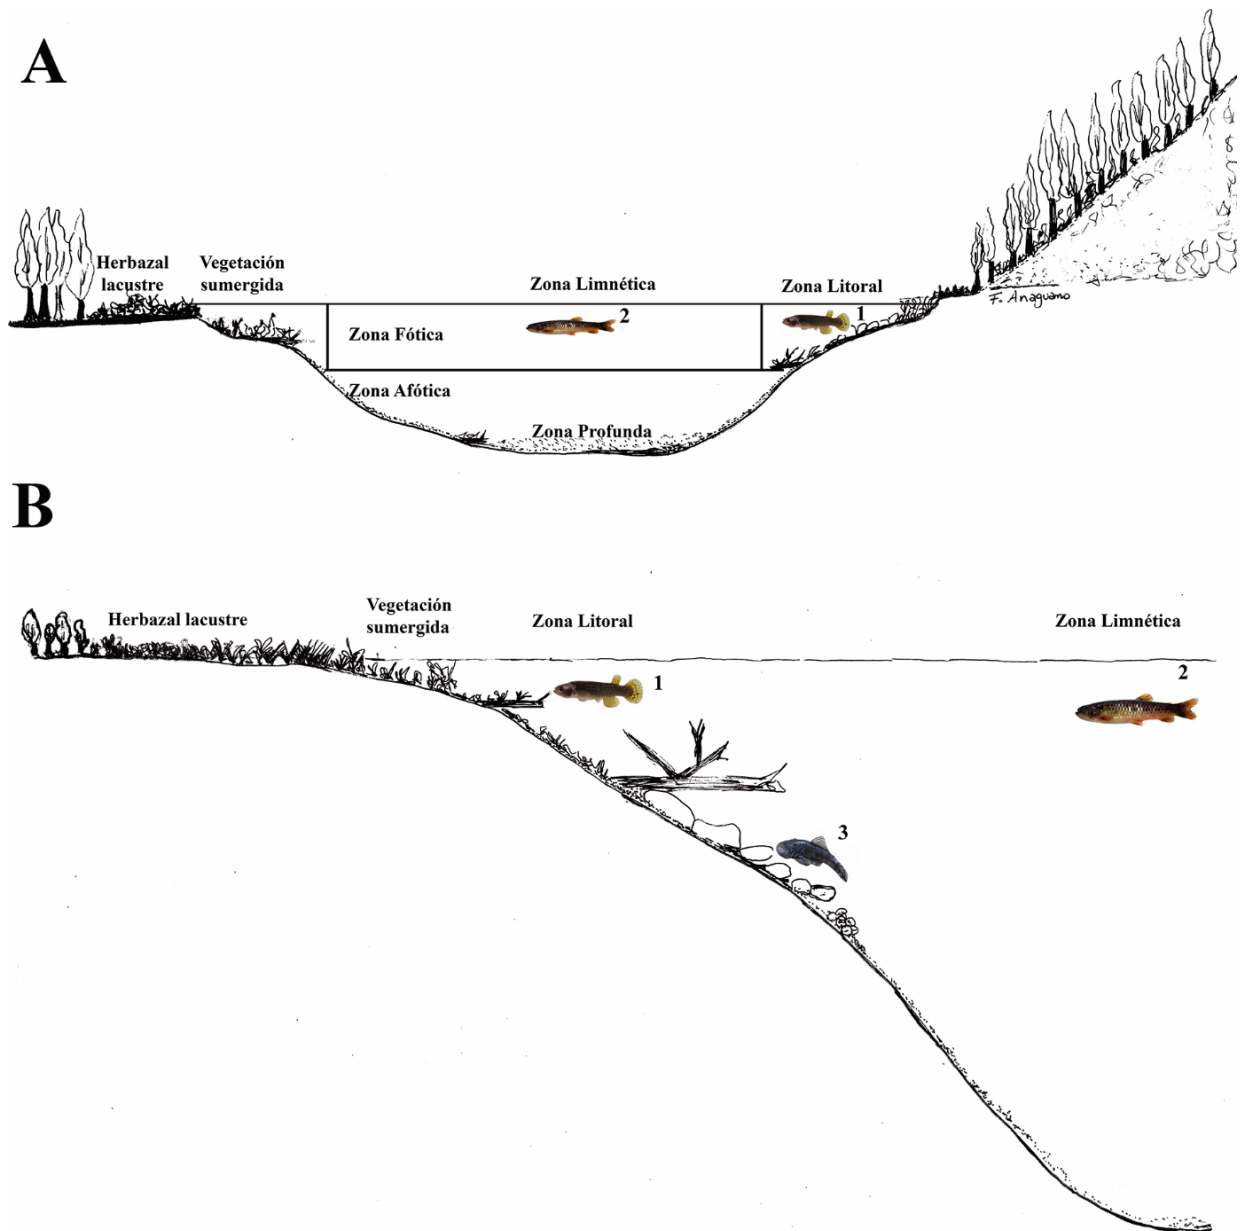 A
Herbazal
lacustre
Vegetación
sumergida
Zona Limnética
Zona Litoral
F. Anaguano
Zona Fótica
2
1
Zona Afótica
Zona Profunda
B
Herbazal lacustre
Vegetación
sumergida
Zona Litoral
Zona Limnética
1
2
3